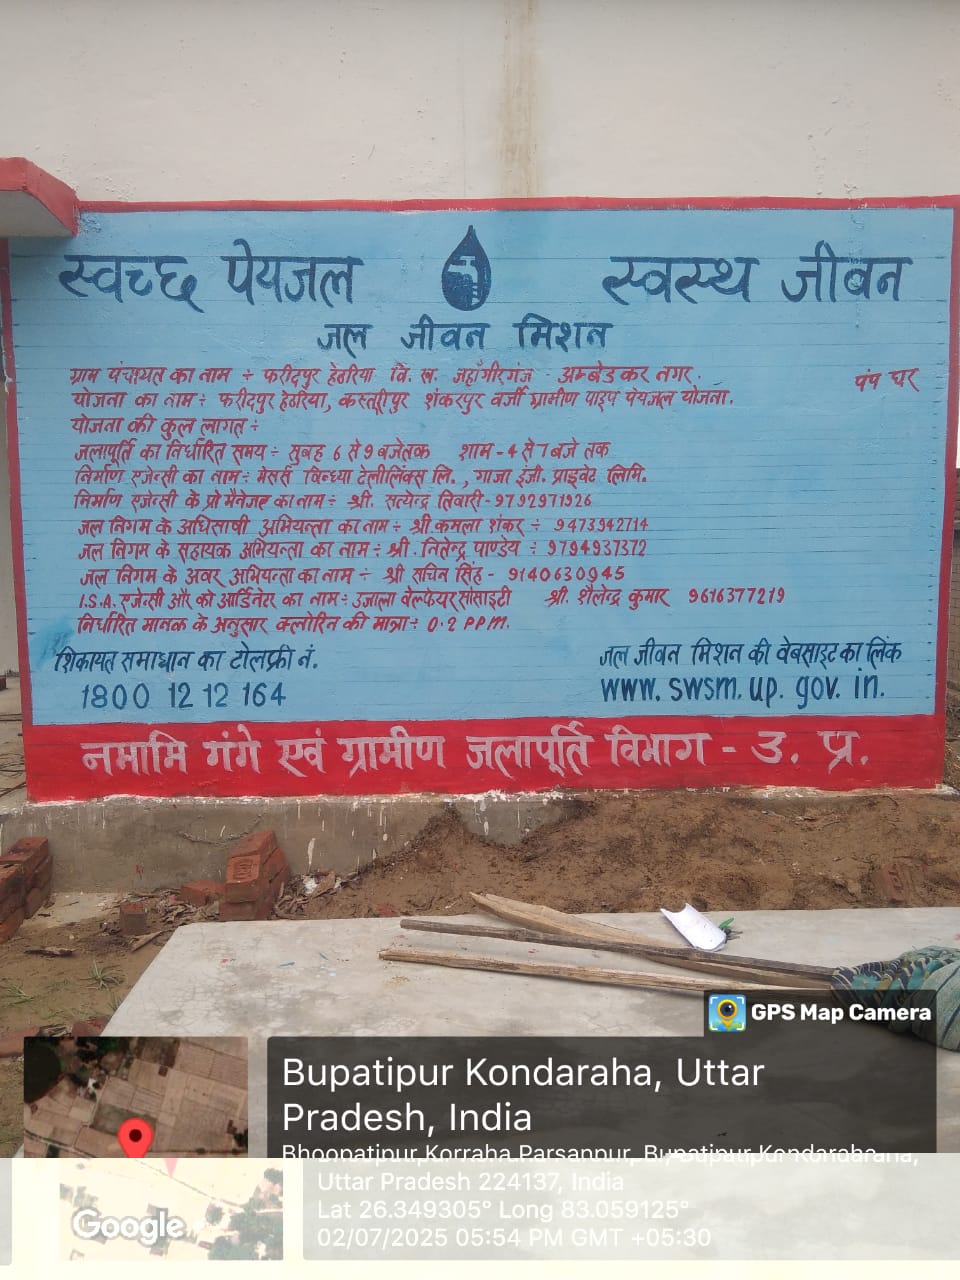 स्वच्छ पेयजल स्वस्थ जीवन
जल जीवन मिशन
ग्राम पंचायत का नाम ÷ फरीदपुर हेठरिया वि. ख. जहाँगीरगंज - अम्बेडकर नगर. पंप घर
योजना का नाम ÷ फरीदपुर हेठरिया, कस्तूरीपुर शंकरपुर वर्जी ग्रामीण पाइप पेयजल योजना.
योजना की कुल लागत ÷
जलापूर्ति का निर्धारित समय ÷ सुबह 6 से 9 बजे तक शाम - 4 से 7 बजे तक
निर्माण एजेन्सी का नाम ÷ मेसर्स विन्ध्या टेलीलिंक्स लि. , गाजा इंजी. प्राइवेट लिमि.
निर्माण एजेन्सी के प्रो मैनेजर का नाम ÷ श्री. सत्येन्द्र तिवारी - 9792971926
जल निगम के अधिसाषी अभियन्ता का नाम ÷ श्री कमला शंकर ÷ 9473942714
जल निगम के सहायक अभियन्ता का नाम ÷ श्री. नितेन्द्र पाण्डेय ÷ 9794937372
जल निगम के अवर अभियन्ता का नाम ÷ श्री सचिन सिंह - 9140630945
I.S.A. एजेन्सी और को आर्डिनेटर का नाम ÷ उजाला वेल्फेयर सोसाइटी श्री. शैलेन्द्र कुमार 9616377219
निर्धारित मानक के अनुसार क्लोरिन की मात्रा ÷ 0.2 PPM.
शिकायत समाधान का टोलफ्री नं. जल जीवन मिशन की वेबसाइट का लिंक
1800 12 12 164 www. swsm. up. gov. in.
नमामि गंगे एवं ग्रामीण जलापूर्ति विभाग - उ. प्र.
GPS Map Camera
Bupatipur Kondaraha, Uttar
Pradesh, India
Bhoopatipur,Korraha Parsanpur, Bupatipur,Kondaraha
Uttar Pradesh 224137, India
Lat 26.349305° Long 83.059125°
02/07/2025 05:54 PM GMT +05:30
Google